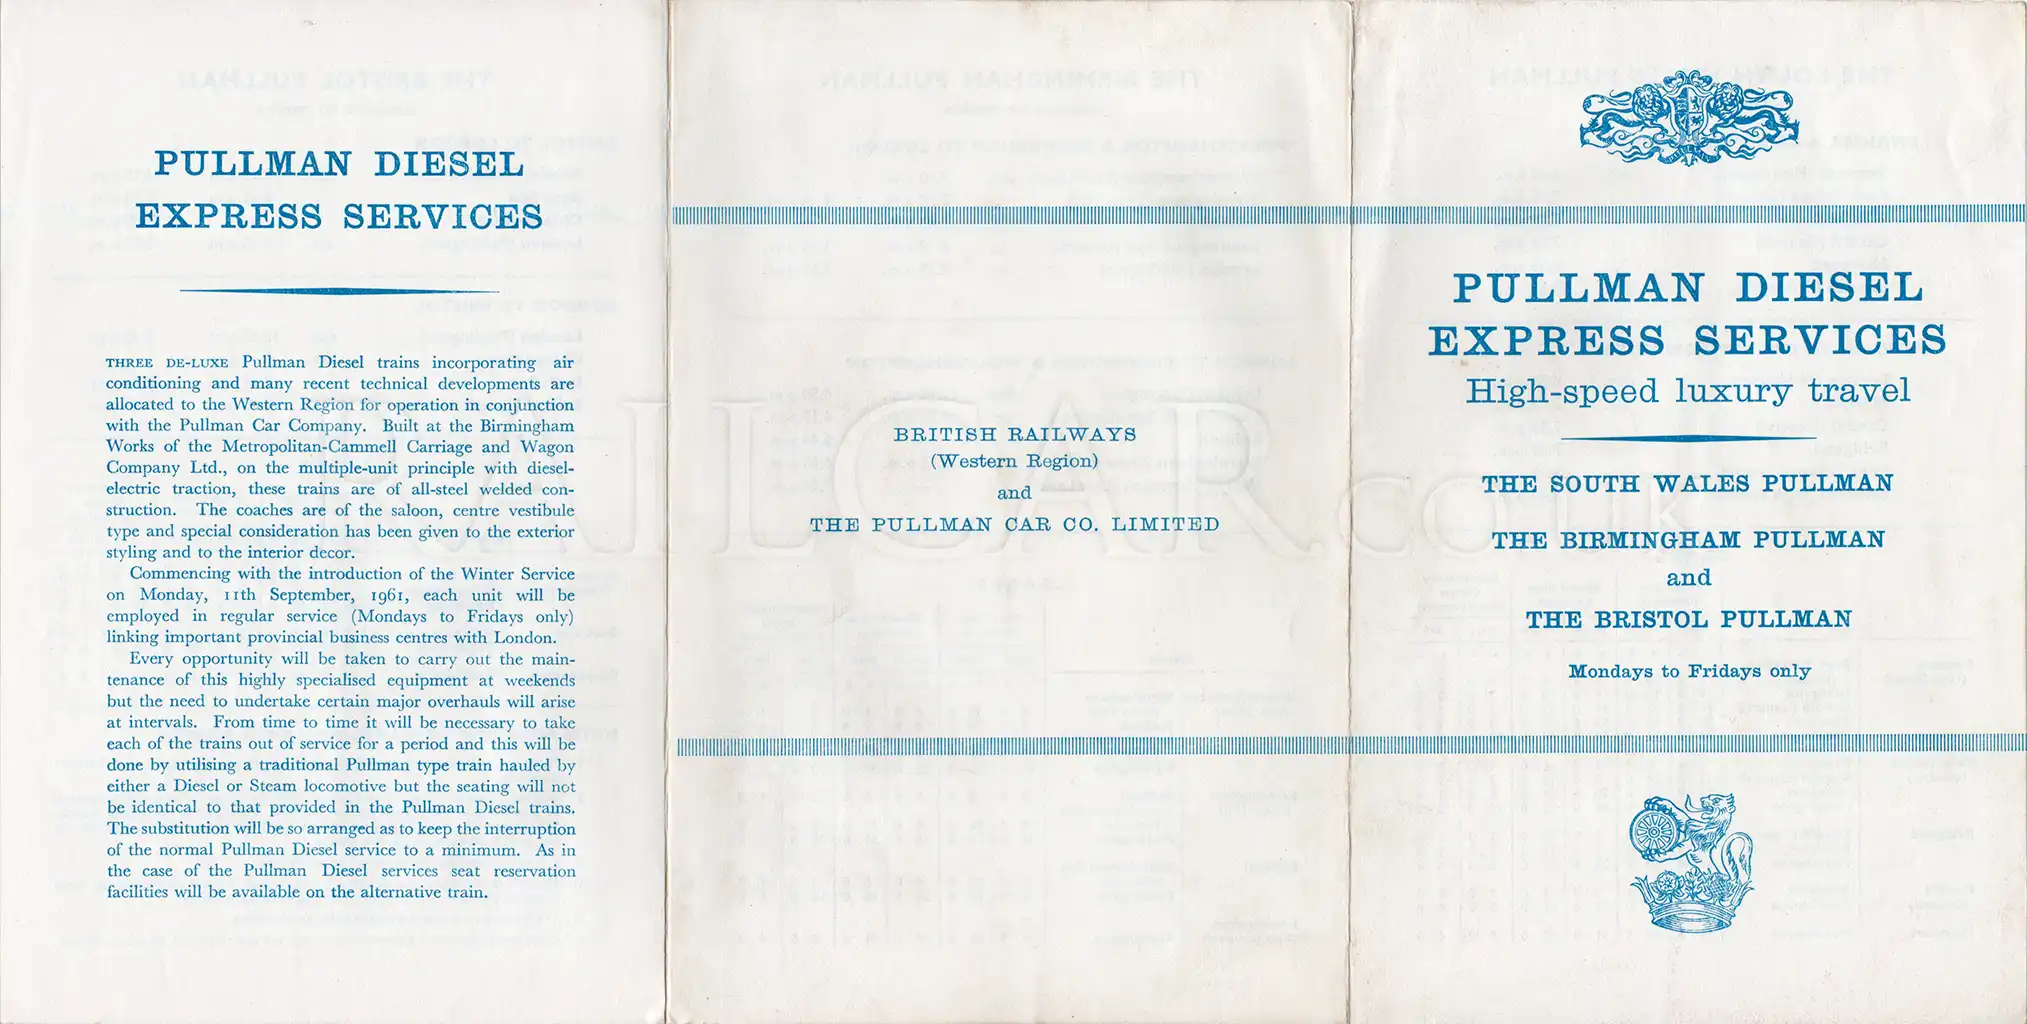 PULLMAN DIESEL
EXPRESS SERVICES
THREE DE-LUXE Pullman Diesel trains incorporating air
conditioning and many recent technical developments are
allocated to the Western Region for operation in conjunction
with the Pullman Car Company. Built at the Birmingham
Works of the Metropolitan-Cammell Carriage and Wagon
Company Ltd., on the multiple-unit principle with diesel-
electric traction, these trains are of all-steel welded con-
struction. The coaches are of the saloon, centre vestibule
type and special consideration has been given to the exterior
styling and to the interior decor.
Commencing with the introduction of the Winter Service
on Monday, 11th September, 1961, each unit will be
employed in regular service (Mondays to Fridays only)
linking important provincial business centres with London.
Every opportunity will be taken to carry out the main-
tenance of this highly specialised equipment at weekends
but the need to undertake certain major overhauls will arise
at intervals. From time to time it will be necessary to take
each of the trains out of service for a period and this will be
done by utilising a traditional Pullman type train hauled by
either a Diesel or Steam locomotive but the seating will not
be identical to that provided in the Pullman Diesel trains.
The substitution will be so arranged as to keep the interruption
of the normal Pullman Diesel service to a minimum. As in
the case of the Pullman Diesel services seat reservation
facilities will be available on the alternative train.
BRITISH RAILWAYS
(Western Region)
and
THE PULLMAN CAR CO. LIMITED
PULLMAN DIESEL
EXPRESS SERVICES
High-speed luxury travel
THE SOUTH WALES PULLMAN
THE BIRMINGHAM PULLMAN
and
THE BRISTOL PULLMAN
Mondays to Fridays only
RAILCAR.co.uk